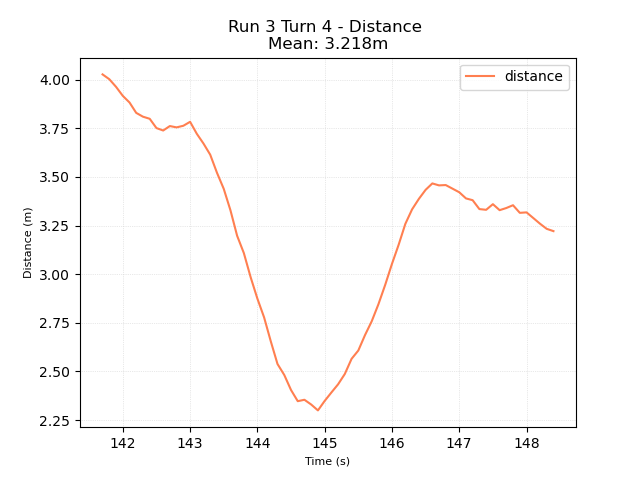 Run 3 Turn 4 - Distance
Mean: 3.218m
distance
4.00
3.75
3.50
3.25
3.00
2.75
2.50
2.25
Distance (m)
142 143 144 145 146 147 148
Time (s)